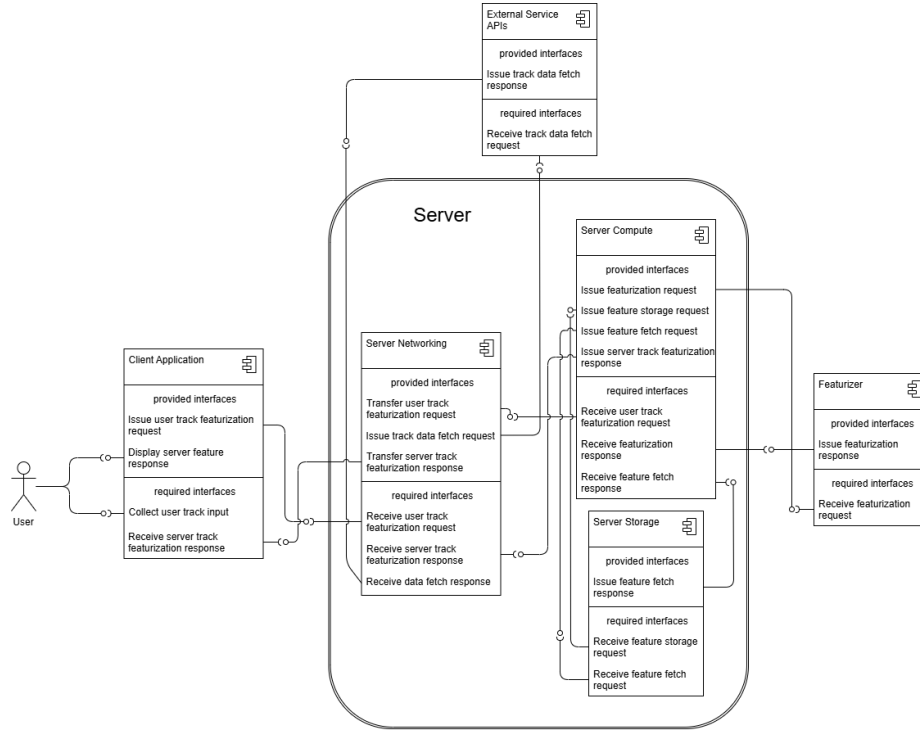 External Service
APIs
provided interfaces
Issue track data fetch
response
required interfaces
Receive track data fetch
request
Server
Server Compute
provided interfaces
Issue featurization request
Issue feature storage request
Issue feature fetch request
Issue server track featurization
response
required interfaces
Receive user track
featurization request
Receive featurization
response
Receive feature fetch
response
Server Networking
provided interfaces
Transfer user track
featurization request
Issue track data fetch request
Transfer server track
featurization response
required interfaces
Receive user track
featurization request
Receive server track
featurization response
Receive data fetch response
Client Application
provided interfaces
Issue user track featurization
request
Display server feature
response
required interfaces
Collect user track input
Receive server track
featurization response
User
Featurizer
provided interfaces
Issue featurization
response
required interfaces
Receive featurization
request
Server Storage
provided interfaces
Issue feature fetch
response
required interfaces
Receive feature storage
request
Receive feature fetch
request